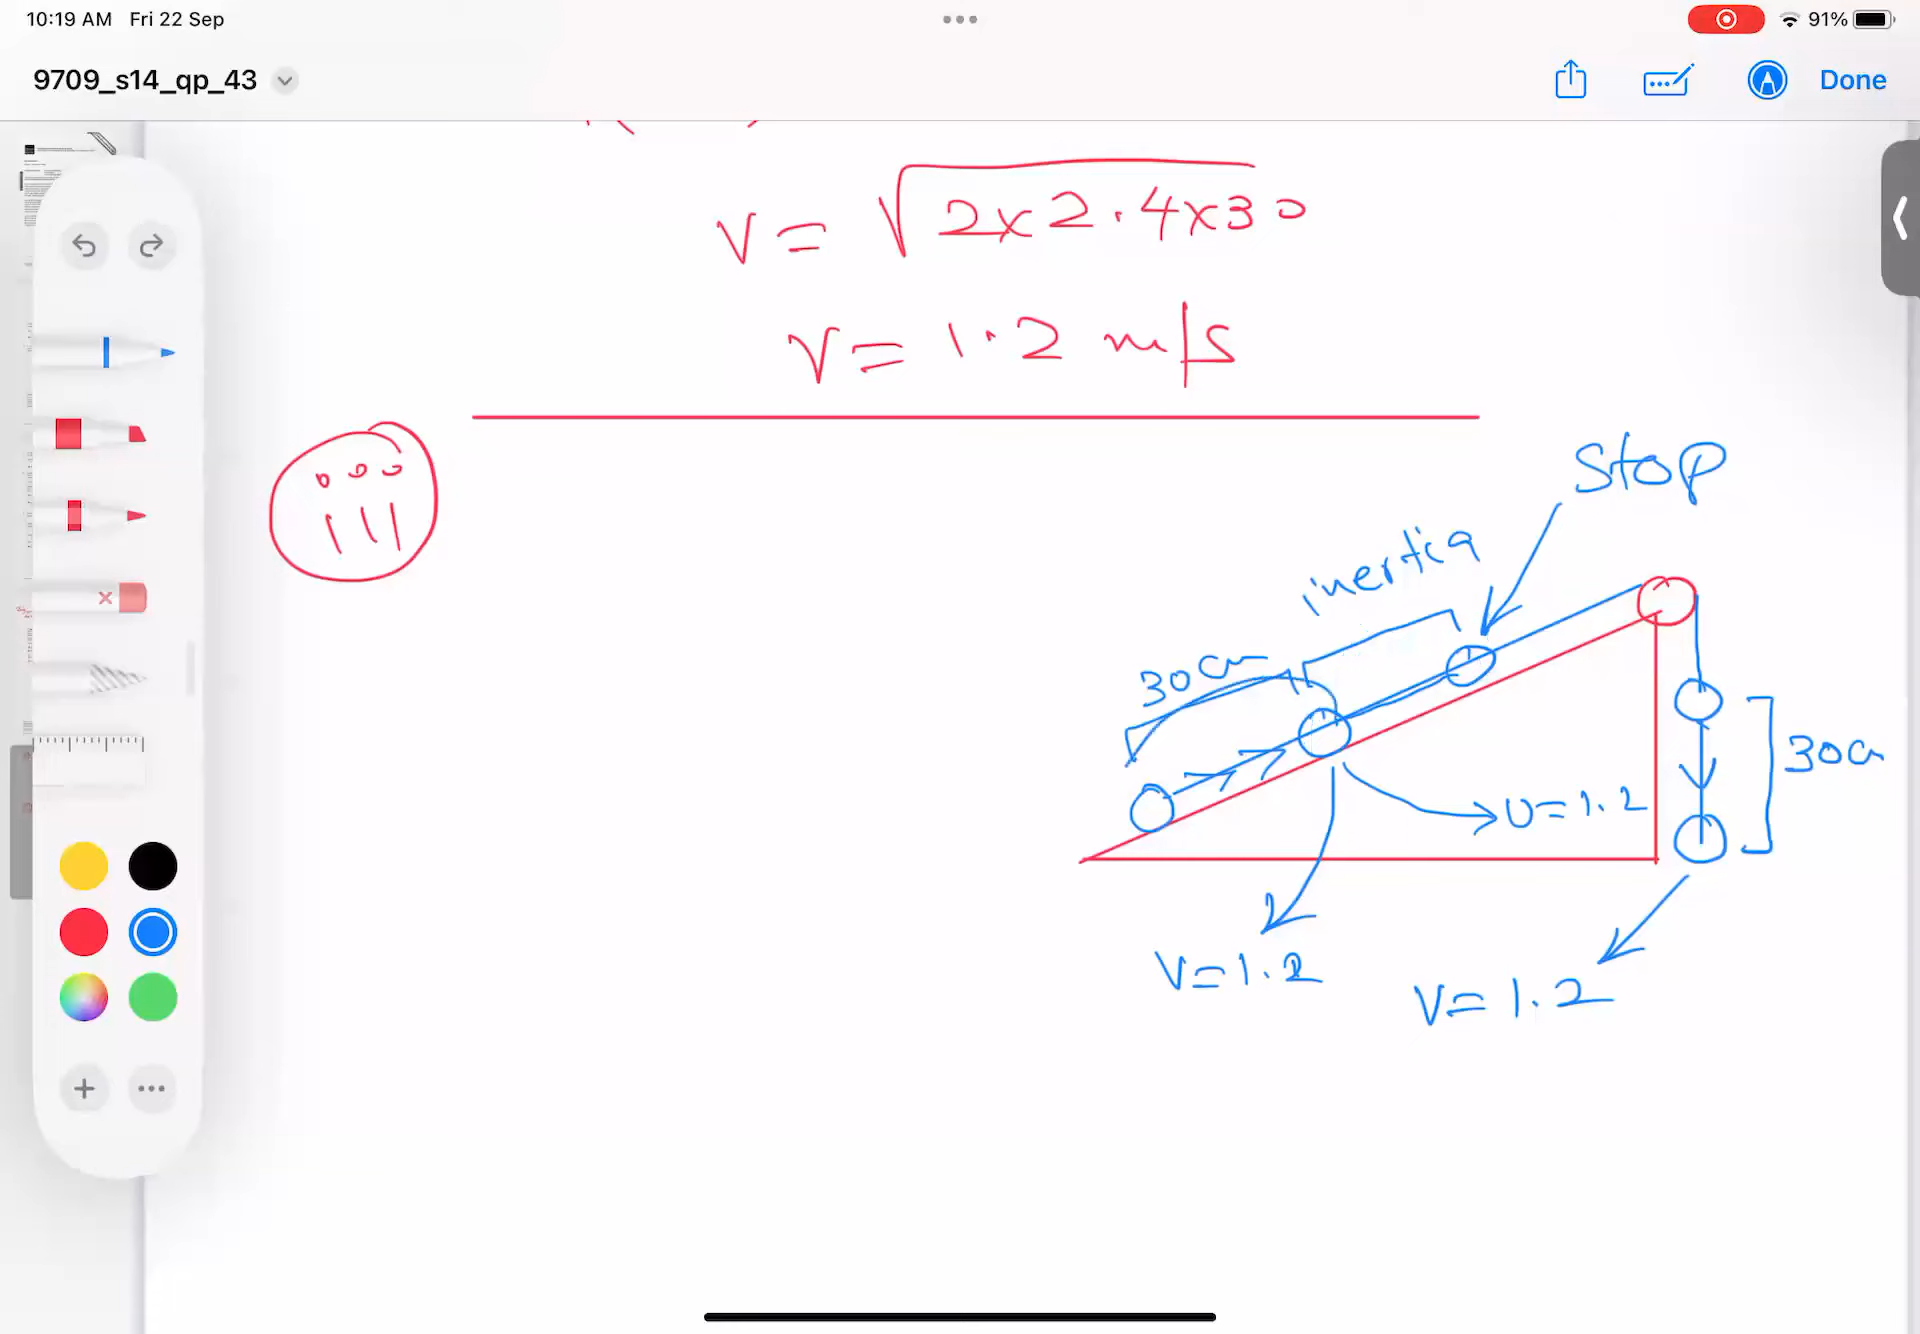 10:19 AM Fri 22 Sep
91%
9709_s14_qp_43
Done
V = √2x2.4x30
V = 1.2 m/s
iii
Stop
inertia
30cm
30cm
U=1.2
V=1.2
V=1.2